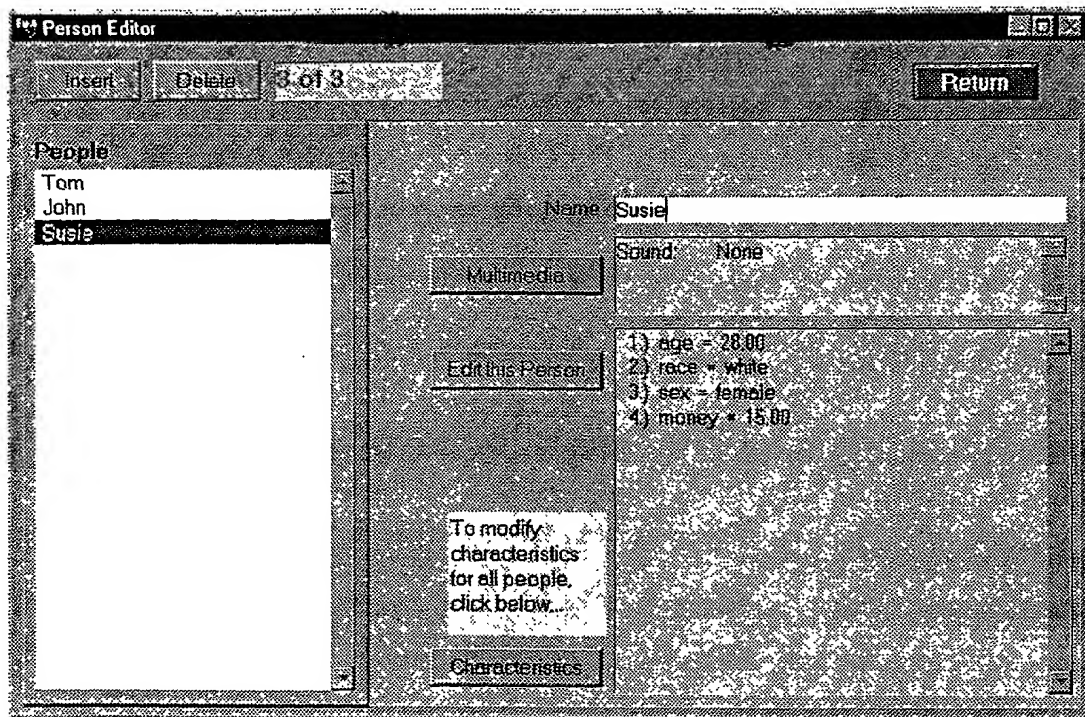 Person Editor
Insert Delete 3 of 3 Return
People
Tom
John
Susie
Name Susie
Multimedia
Sound: None
Edit this Person
1.) age = 28.00
2.) race = white
3.) sex = female
4.) money = 15.00
To modify
characteristics
for all people,
click below...
Characteristics